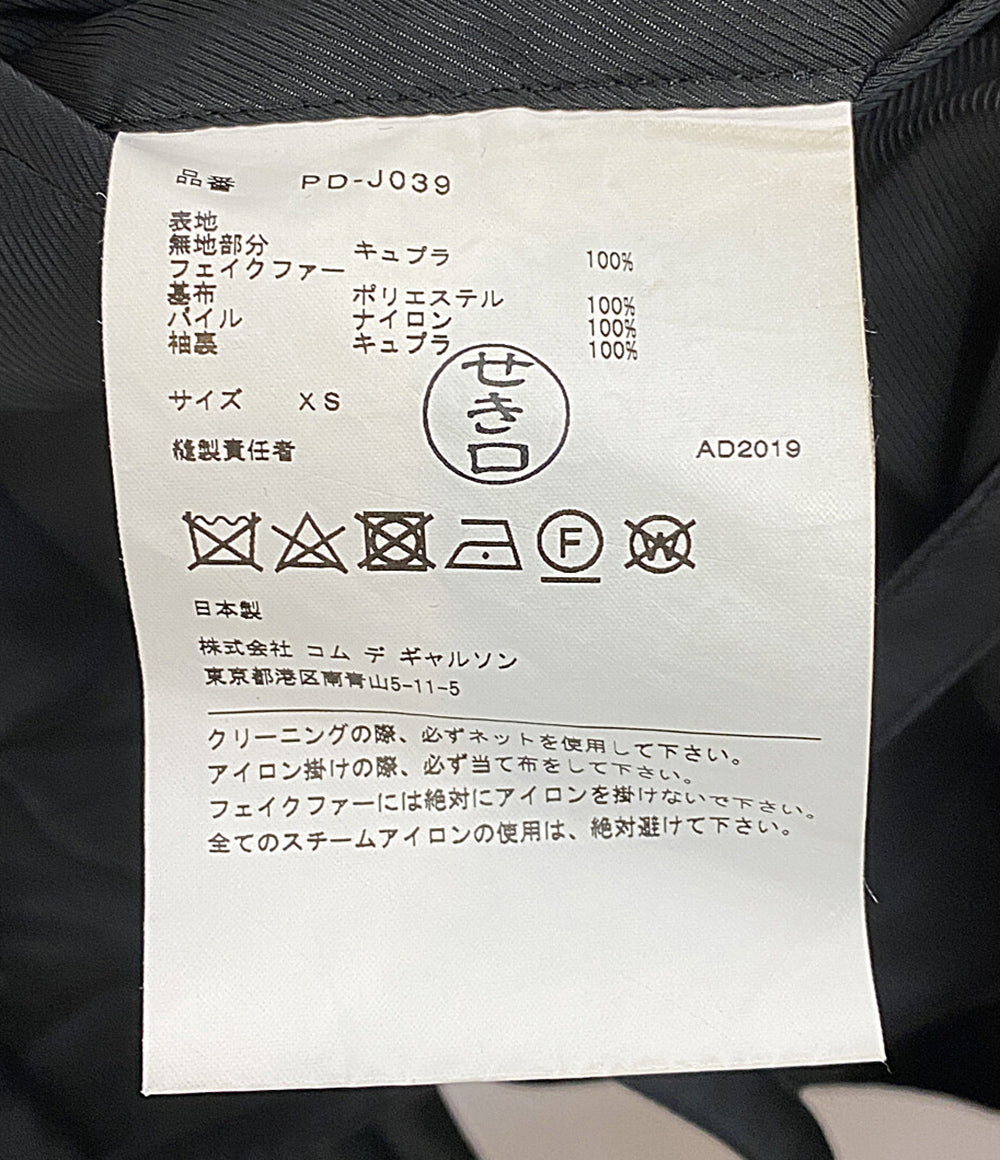 品番 PD-J039
表地
無地部分 キュプラ 100%
フェイクファー
基布 ポリエステル 100%
パイル ナイロン 100%
袖裏 キュプラ 100%
サイズ XS
縫製責任者 せき口 AD2019
F W
日本製
株式会社 コム デ ギャルソン
東京都港区南青山5-11-5
クリーニングの際、必ずネットを使用して下さい。
アイロン掛けの際、必ず当て布をして下さい。
フェイクファーには絶対にアイロンを掛けないで下さい。
全てのスチームアイロンの使用は、絶対避けて下さい。